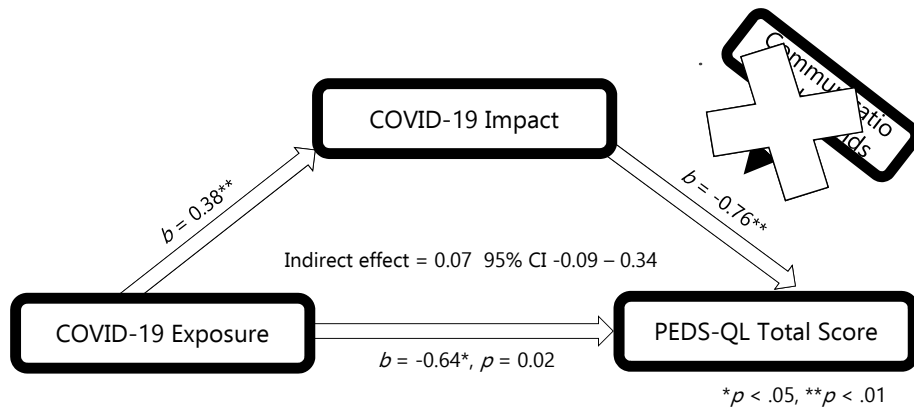 Commu
COVID-19 Impact
b = 0.38**
b = -0.76**
Indirect effect = 0.07 95% CI -0.09 – 0.34
COVID-19 Exposure
PEDS-QL Total Score
b = -0.64*, p = 0.02
*p < .05, **p < .01